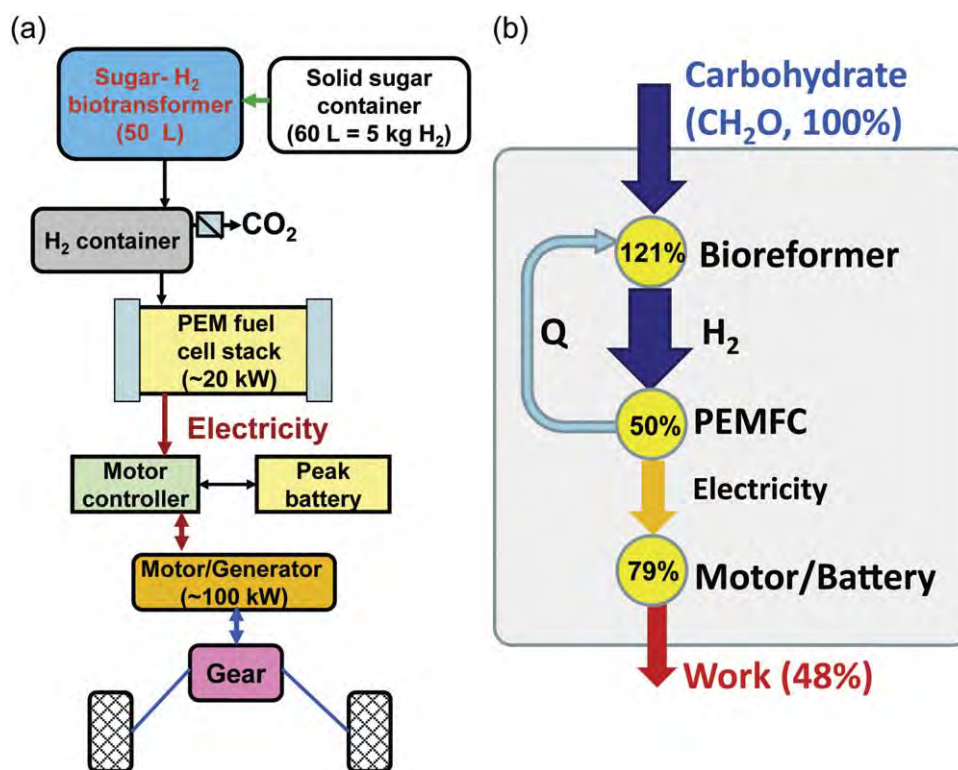 (a)
Sugar- H₂
biotransformer
(50 L)
Solid sugar
container
(60 L = 5 kg H₂)
H₂ container
CO₂
PEM fuel
cell stack
(~20 kW)
Electricity
Motor
controller
Peak
battery
Motor/Generator
(~100 kW)
Gear
(b)
Carbohydrate
(CH₂O, 100%)
121%
Bioreformer
Q
H₂
50%
PEMFC
Electricity
79%
Motor/Battery
Work (48%)